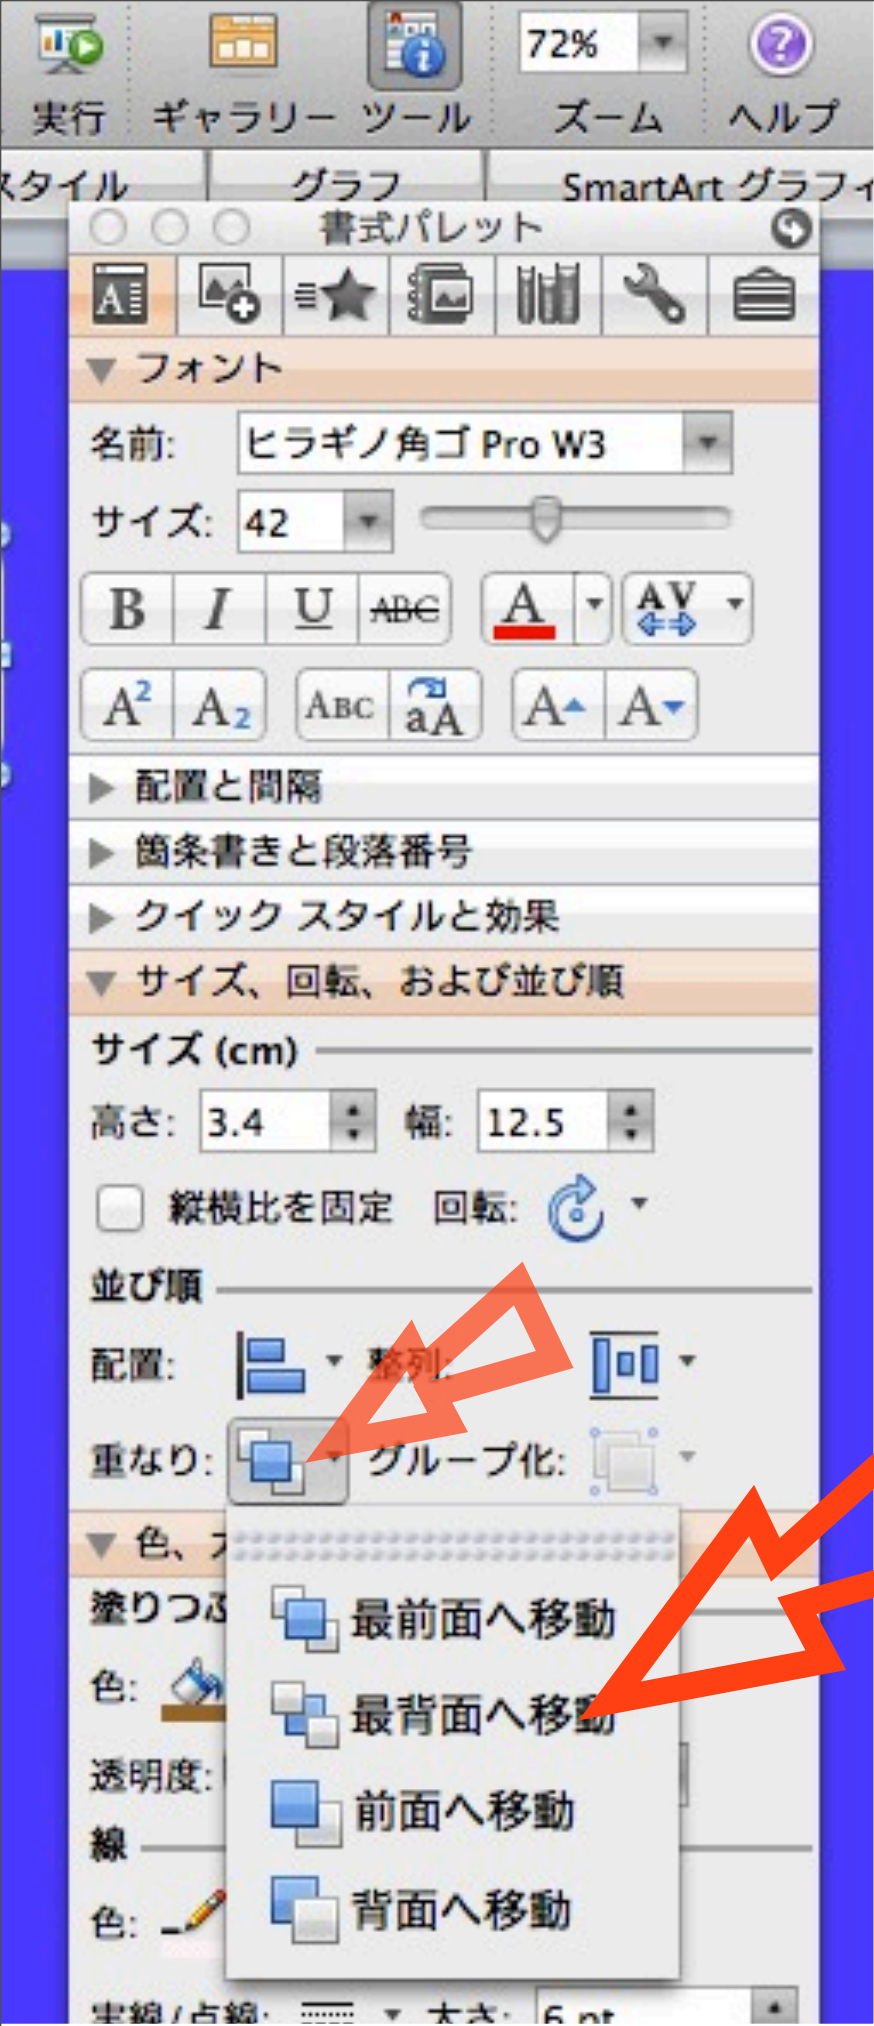 72%
実行 ギャラリー ツール ズーム ヘルプ
スタイル グラフ SmartArt グラフィ
書式パレット
フォント
名前: ヒラギノ角ゴ Pro W3
サイズ: 42
B I U ABC A AV
A2 A2 ABC aA A A
配置と間隔
箇条書きと段落番号
クイック スタイルと効果
サイズ、回転、および並び順
サイズ (cm)
高さ: 3.4 幅: 12.5
縦横比を固定 回転:
並び順
配置: 整列:
重なり: グループ化:
色、
塗りつぶ
最前面へ移動
色:
最背面へ移動
透明度:
前面へ移動
線
色:
背面へ移動
実線/点線: 太さ: 6 pt